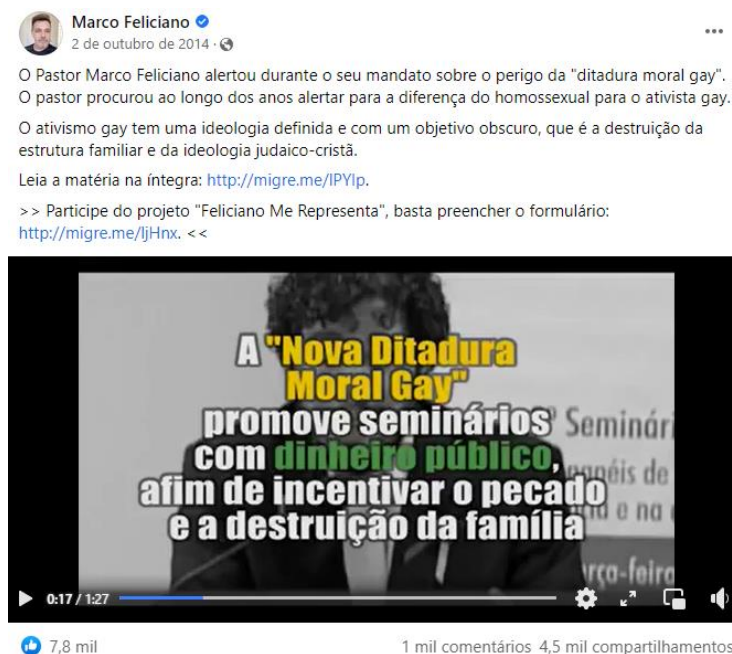 Marco Feliciano
2 de outubro de 2014 ·
O Pastor Marco Feliciano alertou durante o seu mandato sobre o perigo da "ditadura moral gay".
O pastor procurou ao longo dos anos alertar para a diferença do homossexual para o ativista gay.
O ativismo gay tem uma ideologia definida e com um objetivo obscuro, que é a destruição da
estrutura familiar e da ideologia judaico-cristã.
Leia a matéria na íntegra: http://migre.me/lPYlp.
>> Participe do projeto "Feliciano Me Representa", basta preencher o formulário:
http://migre.me/ljHnx. <<
A "Nova Ditadura
Moral Gay"
promove seminários
com dinheiro público,
afim de incentivar o pecado
e a destruição da família
Seminári
papéis de
e na
rça-feira
0:17 / 1:27
7,8 mil
1 mil comentários 4,5 mil compartilhamentos